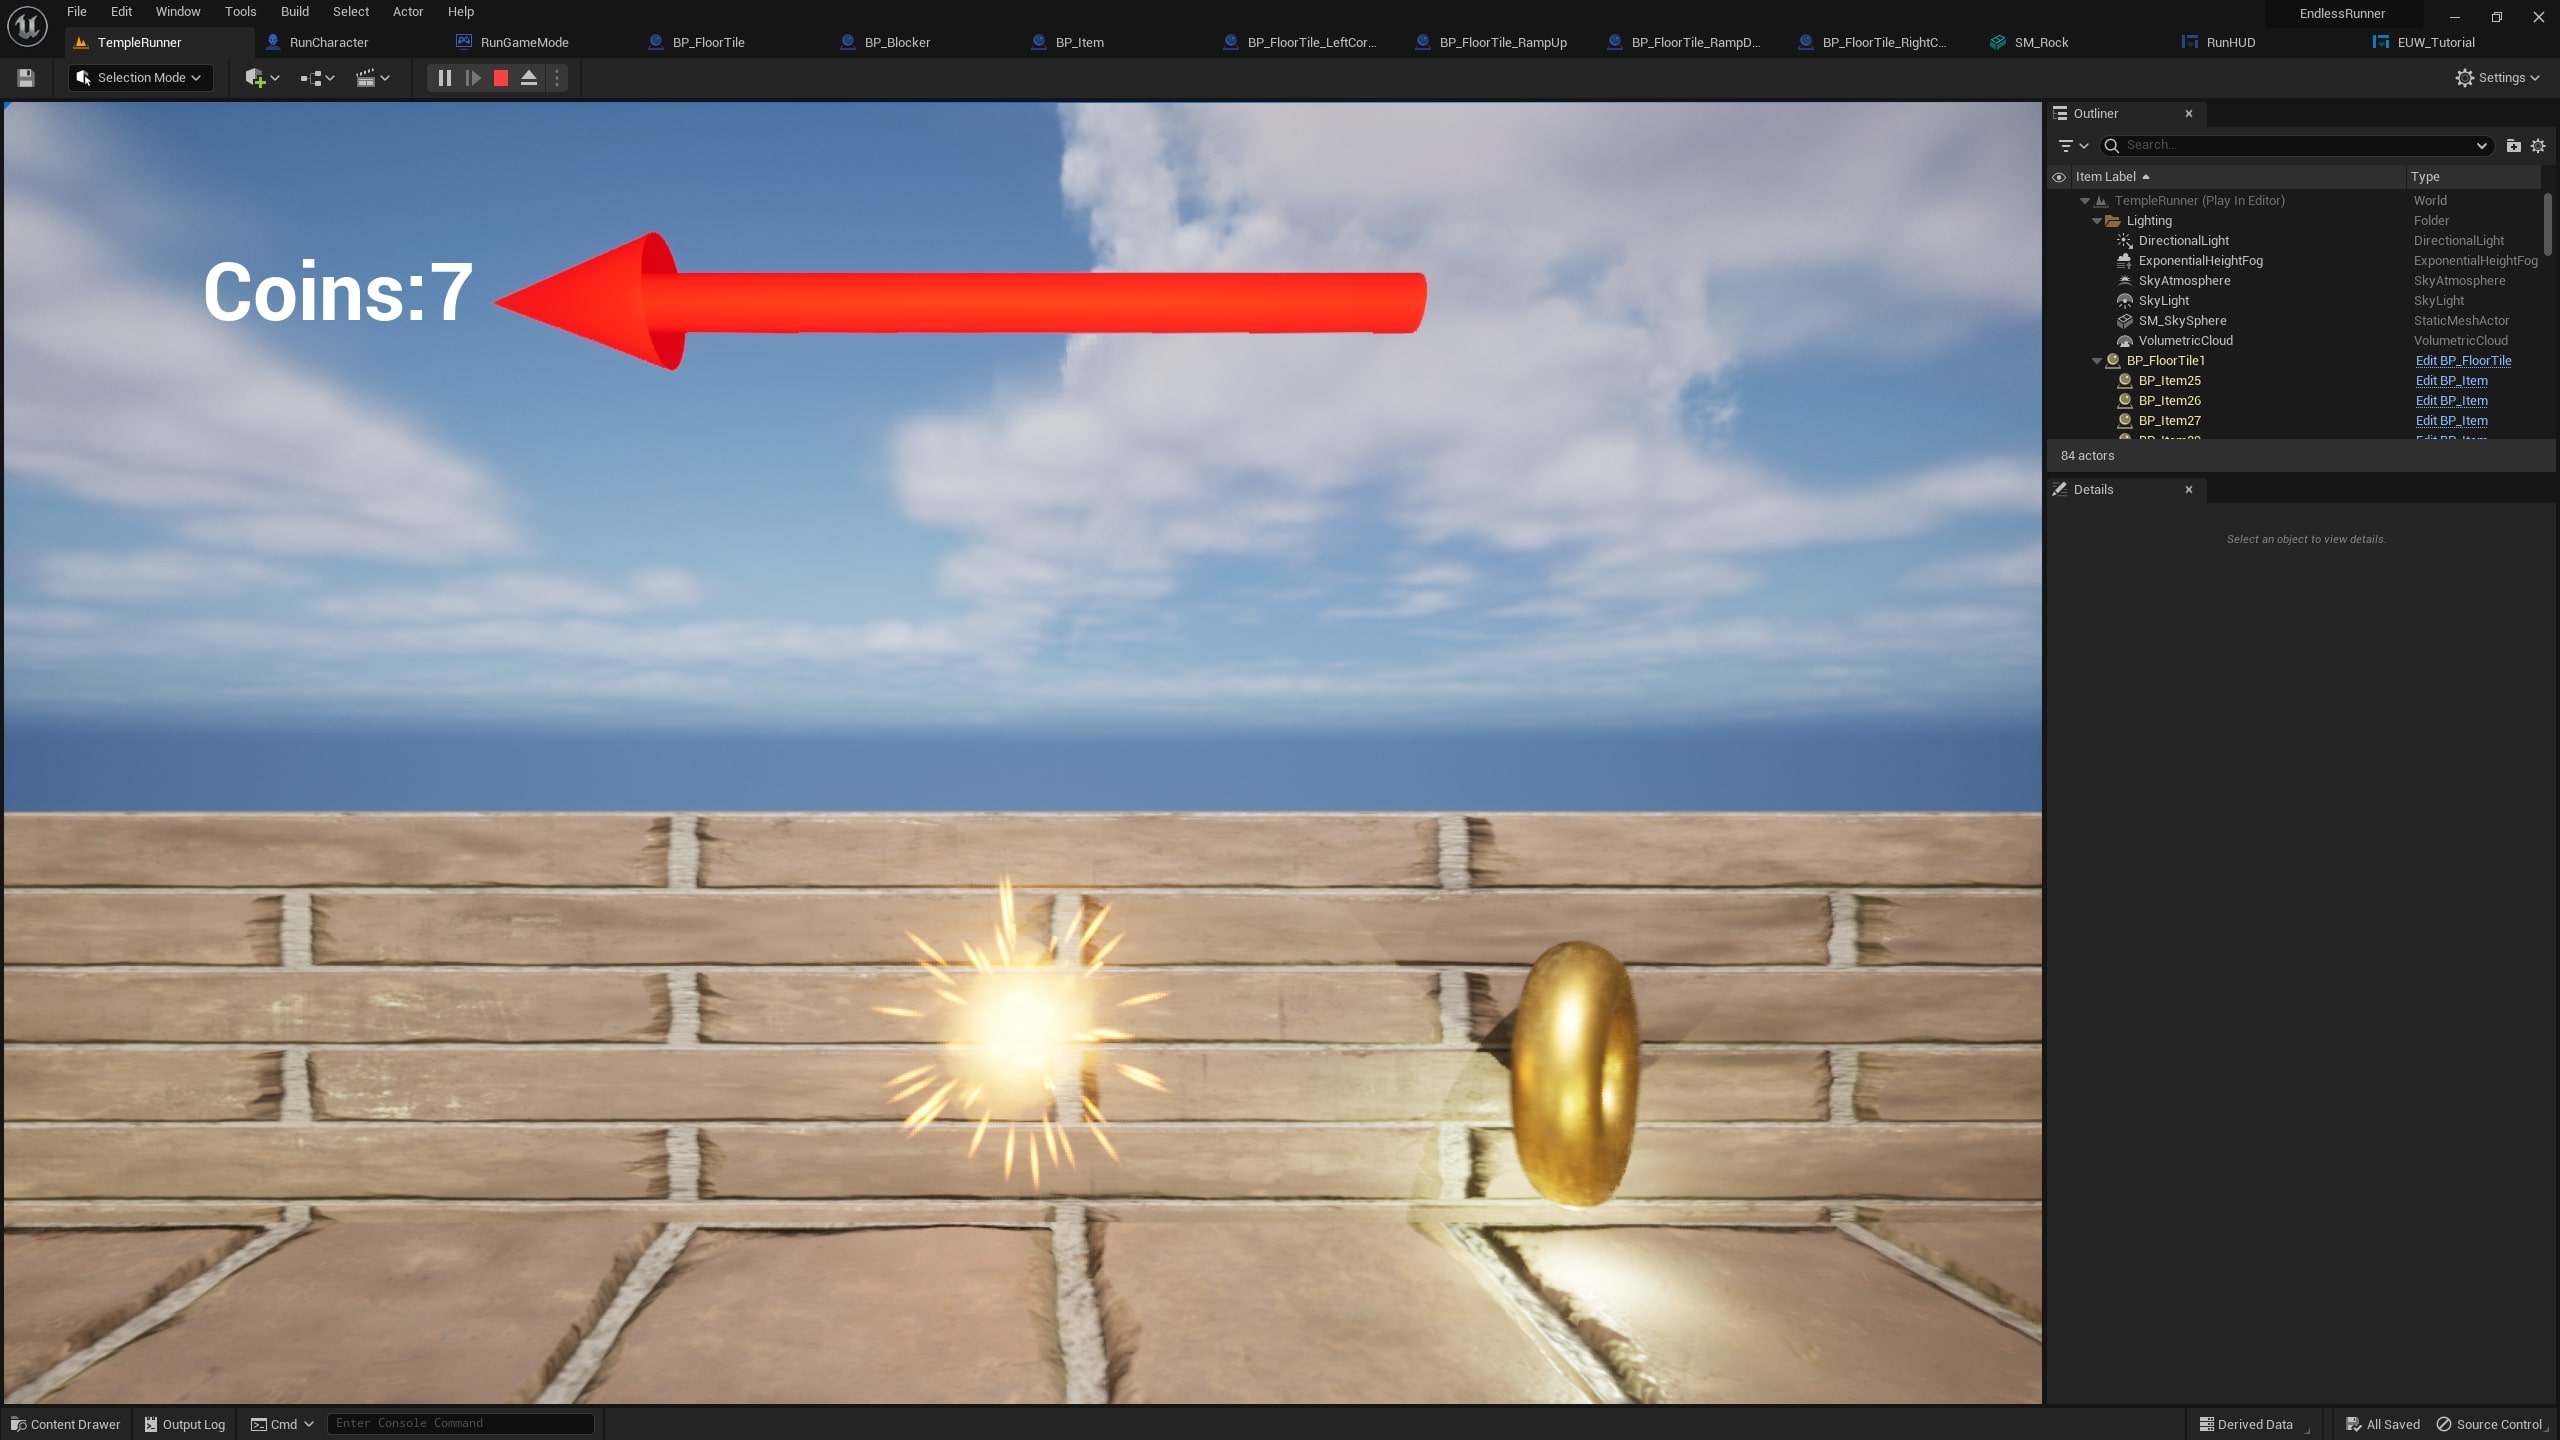 File Edit Window Tools Build Select Actor Help
EndlessRunner
TempleRunner RunCharacter RunGameMode BP_FloorTile BP_Blocker BP_Item BP_FloorTile_LeftCor... BP_FloorTile_RampUp BP_FloorTile_RampD... BP_FloorTile_RightC... SM_Rock RunHUD EUW_Tutorial
Selection Mode Settings
Coins:7
Outliner
Search...
Item Label Type
TempleRunner (Play In Editor) World
Lighting Folder
DirectionalLight DirectionalLight
ExponentialHeightFog ExponentialHeightFog
SkyAtmosphere SkyAtmosphere
SkyLight SkyLight
SM_SkySphere StaticMeshActor
VolumetricCloud VolumetricCloud
BP_FloorTile1 Edit BP_FloorTile
BP_Item25 Edit BP_Item
BP_Item26 Edit BP_Item
BP_Item27 Edit BP_Item
84 actors
Details
Select an object to view details.
Content Drawer Output Log Cmd Enter Console Command Derived Data All Saved Source Control